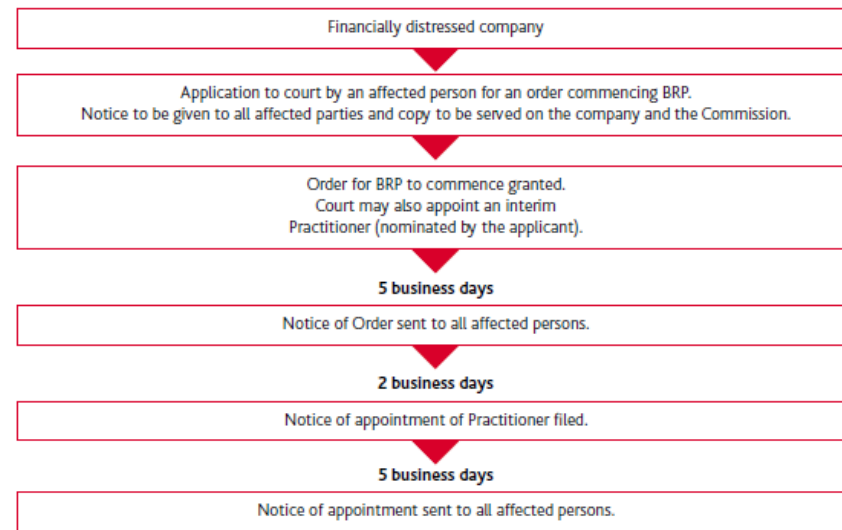 Financially distressed company
Application to court by an affected person for an order commencing BRP.
Notice to be given to all affected parties and copy to be served on the company and the Commission.
Order for BRP to commence granted.
Court may also appoint an interim
Practitioner (nominated by the applicant).
5 business days
Notice of Order sent to all affected persons.
2 business days
Notice of appointment of Practitioner filed.
5 business days
Notice of appointment sent to all affected persons.